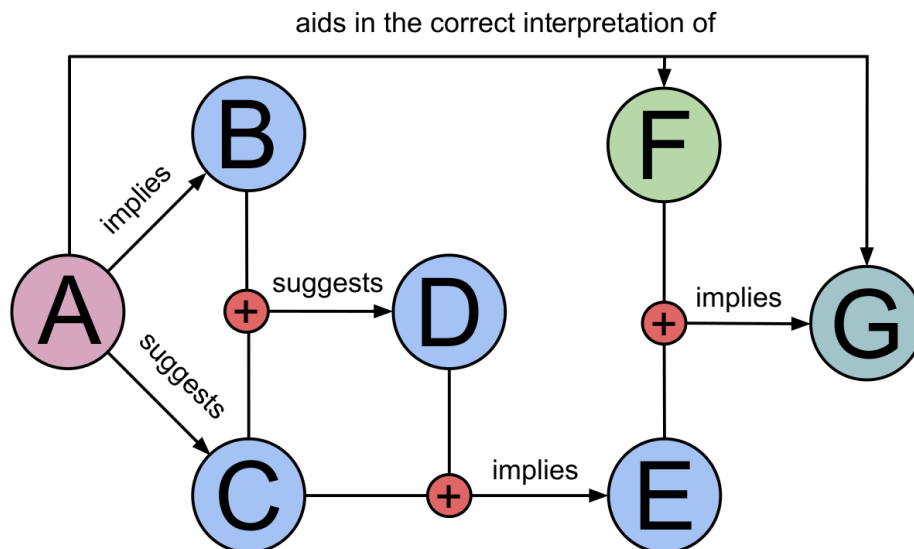 aids in the correct interpretation of
B
F
implies
A
+
suggests
D
+
implies
G
suggests
C
+
implies
E